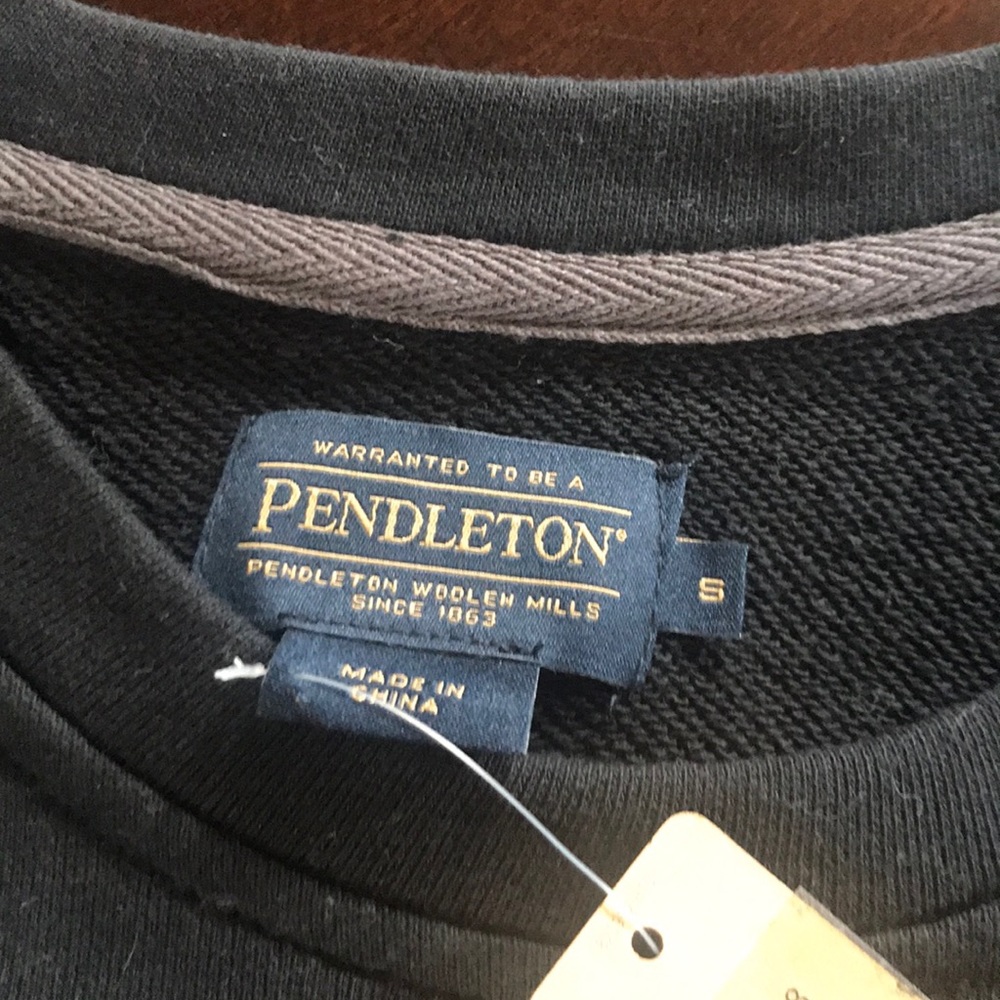 WARRANTED TO BE A
PENDLETON®
PENDLETON WOOLEN MILLS
SINCE 1863
S
MADE IN
CHINA